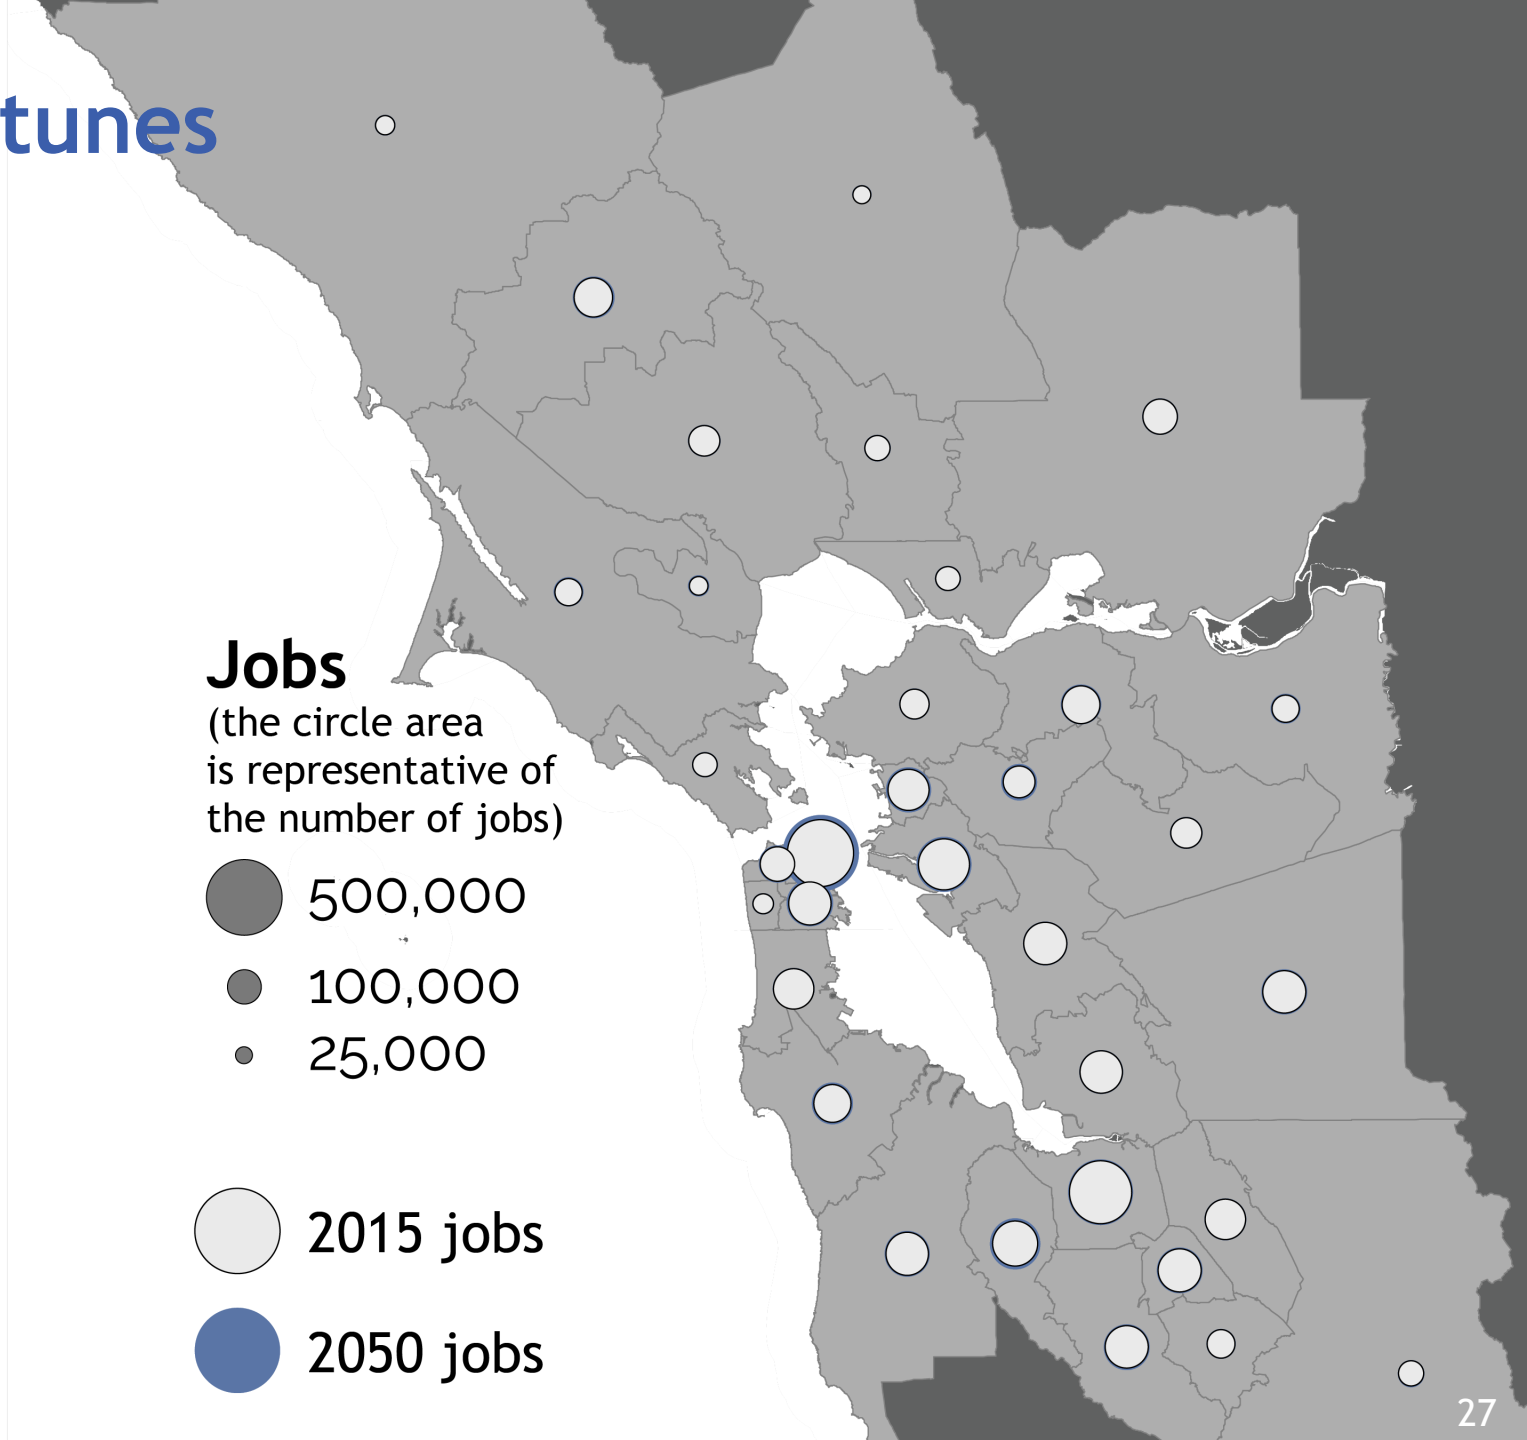 tunes
Jobs
(the circle area
is representative of
the number of jobs)
500,000
100,000
25,000
2015 jobs
2050 jobs
27